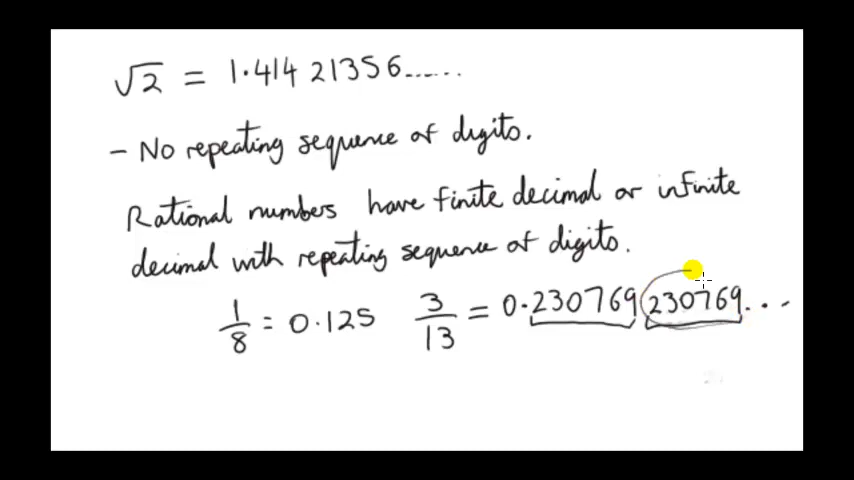 √2 = 1.414 21356......
- No repeating sequence of digits.
Rational numbers have finite decimal or infinite
decimal with repeating sequence of digits.
1/8 = 0.125 3/13 = 0.230769 230769...